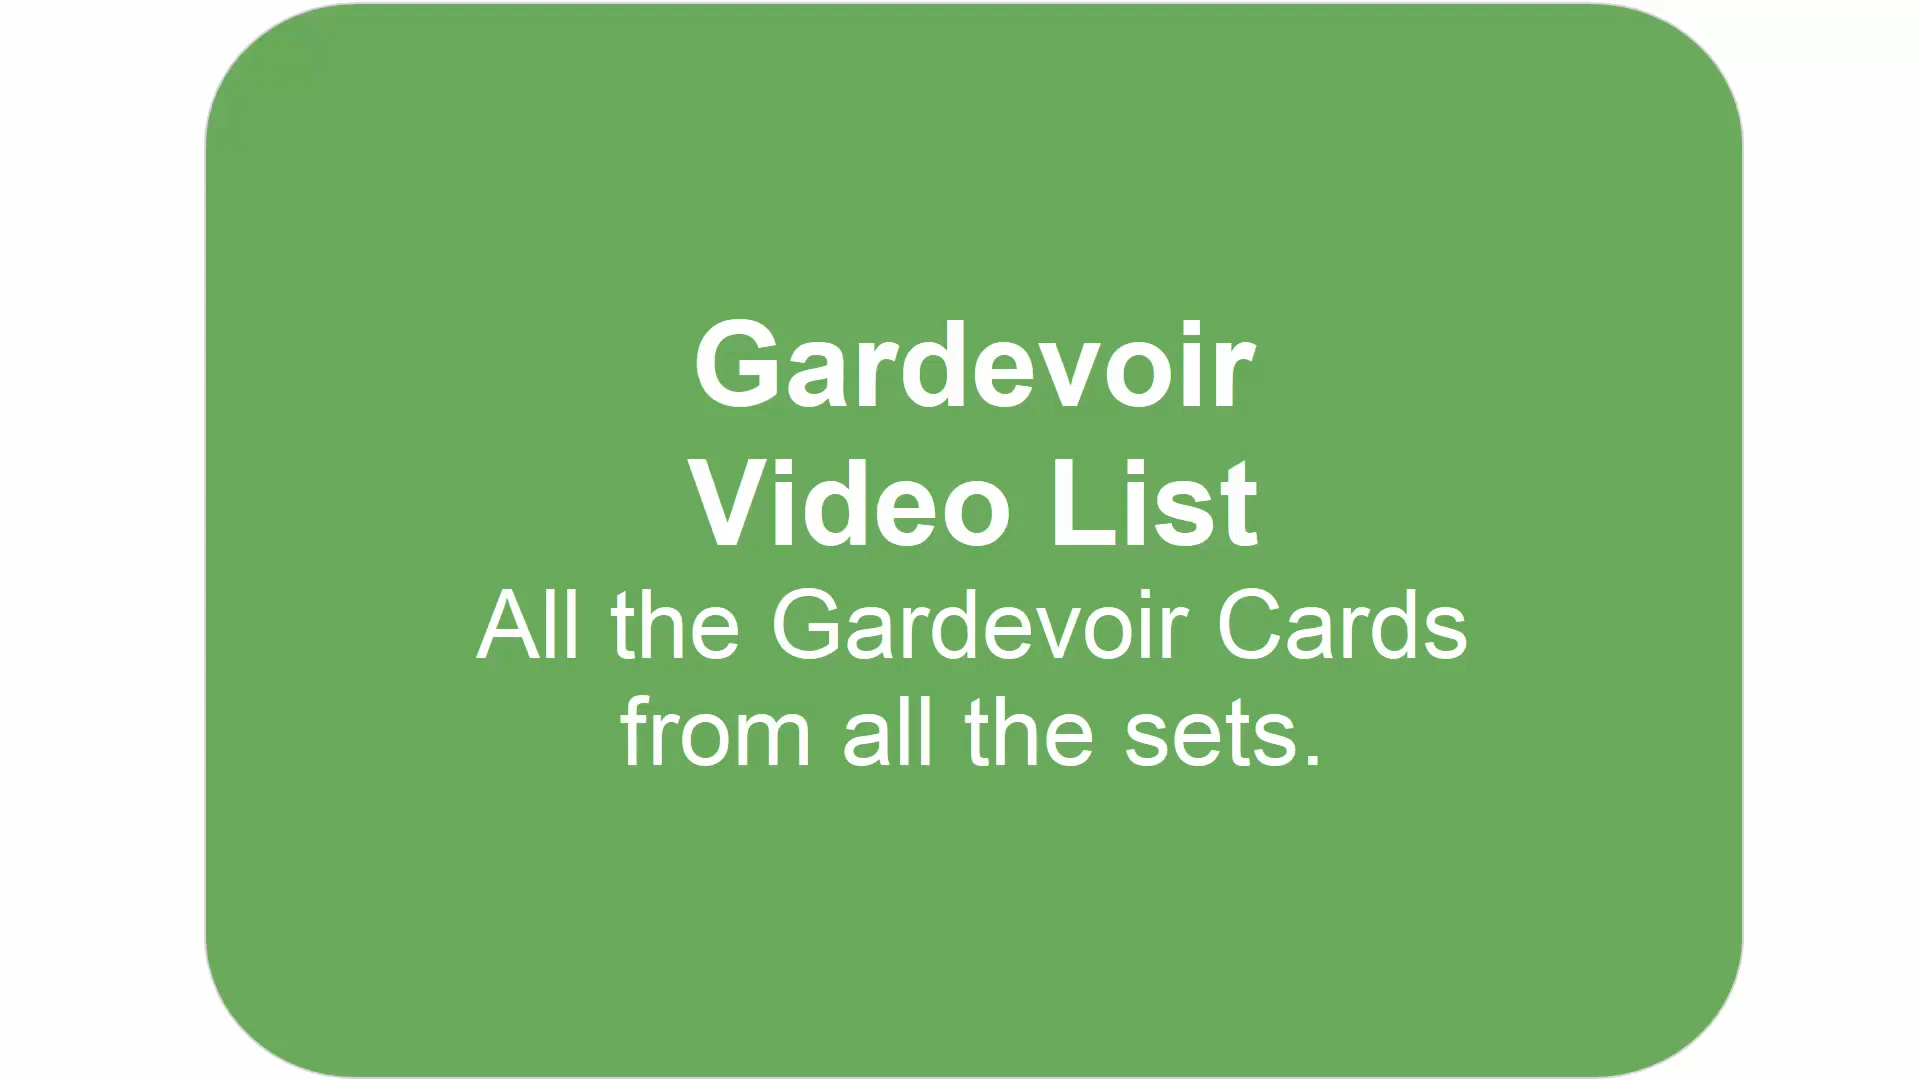 Gardevoir
Video List
All the Gardevoir Cards
from all the sets.